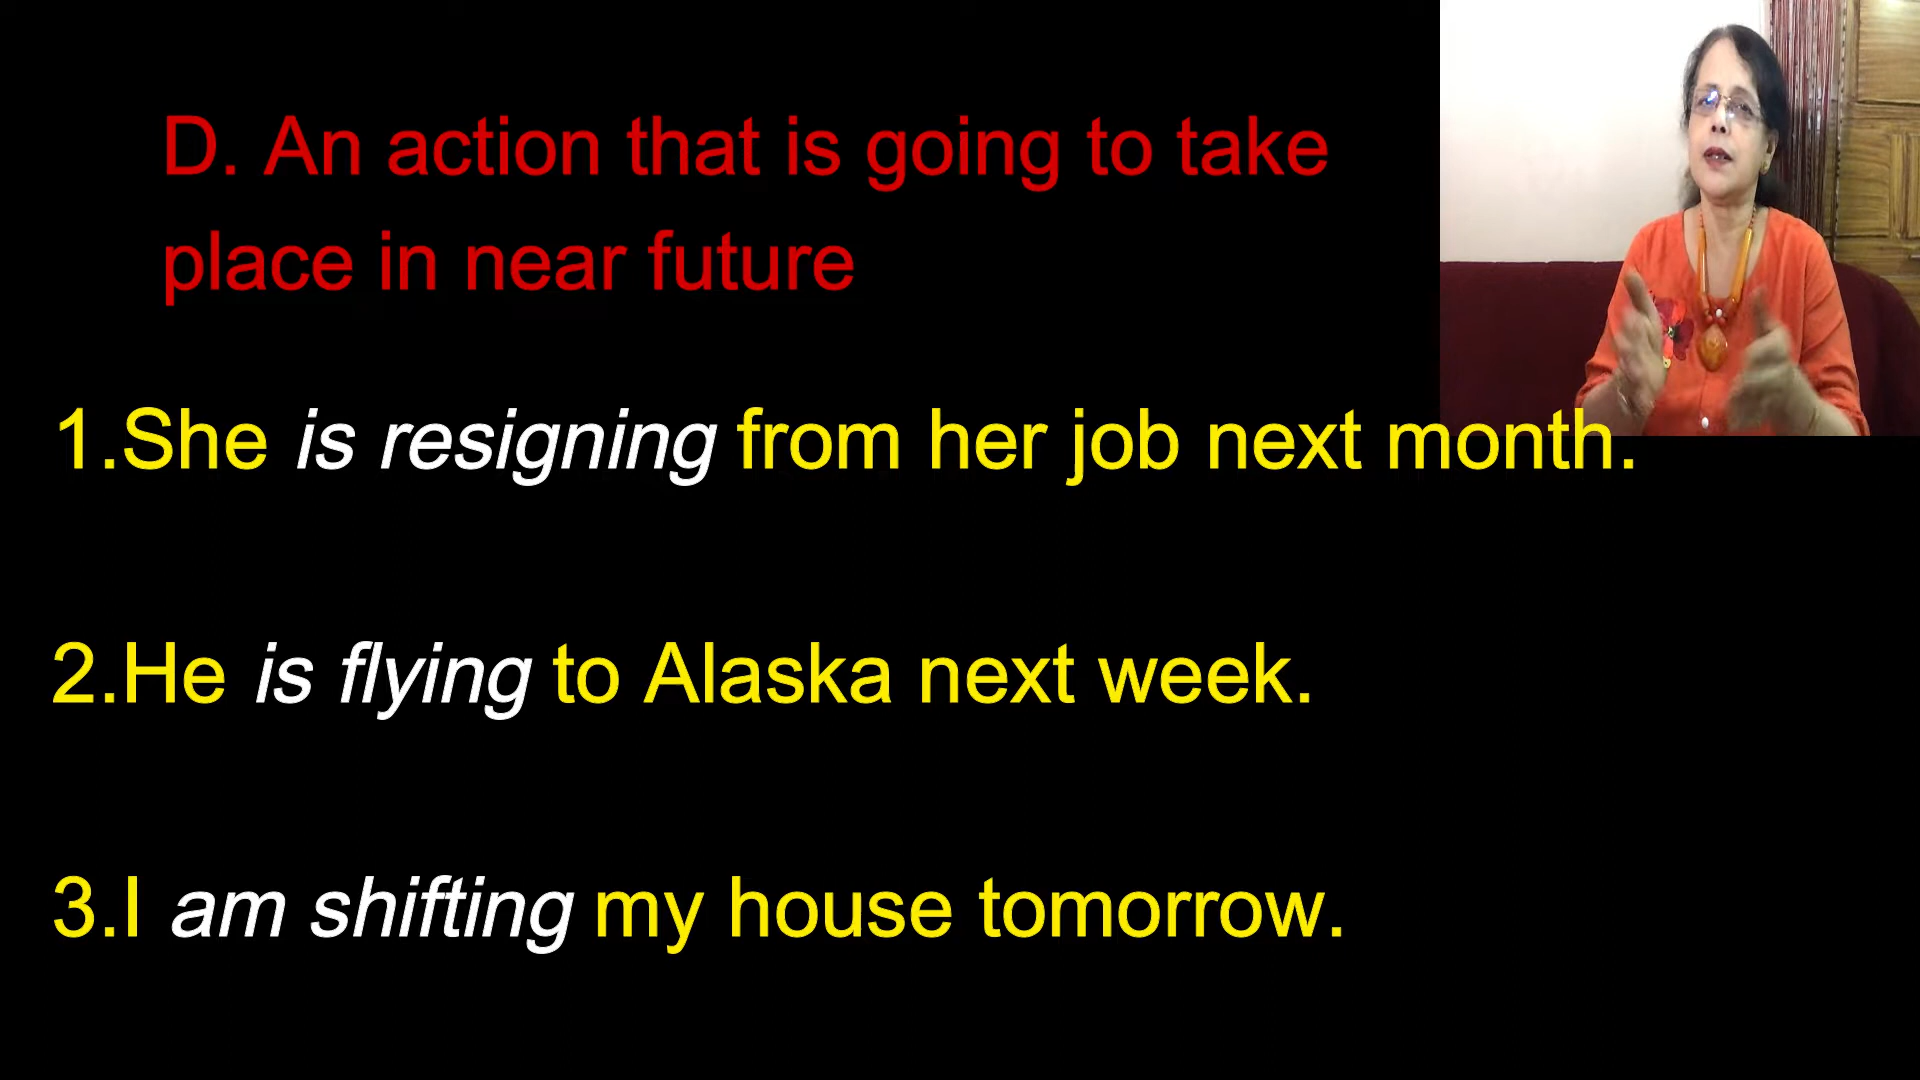 D. An action that is going to take
place in near future
1.She is resigning from her job next month.
2.He is flying to Alaska next week.
3.I am shifting my house tomorrow.